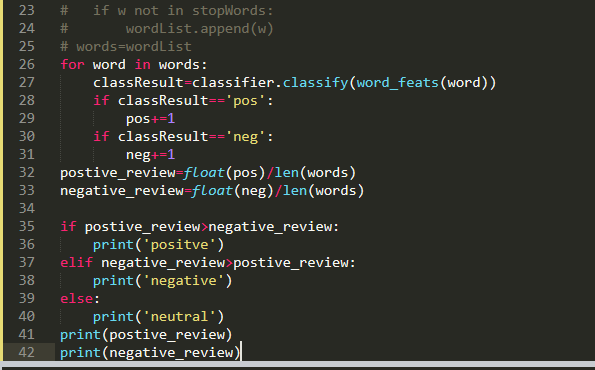 23 #   if w not in stopWords:
24 #       wordList.append(w)
25 # words=wordList
26 for word in words:
27     classResult=classifier.classify(word_feats(word))
28     if classResult=='pos':
29         pos+=1
30     if classResult=='neg':
31         neg+=1
32 postive_review=float(pos)/len(words)
33 negative_review=float(neg)/len(words)
34
35 if postive_review>negative_review:
36     print('positve')
37 elif negative_review>postive_review:
38     print('negative')
39 else:
40     print('neutral')
41 print(postive_review)
42 print(negative_review)